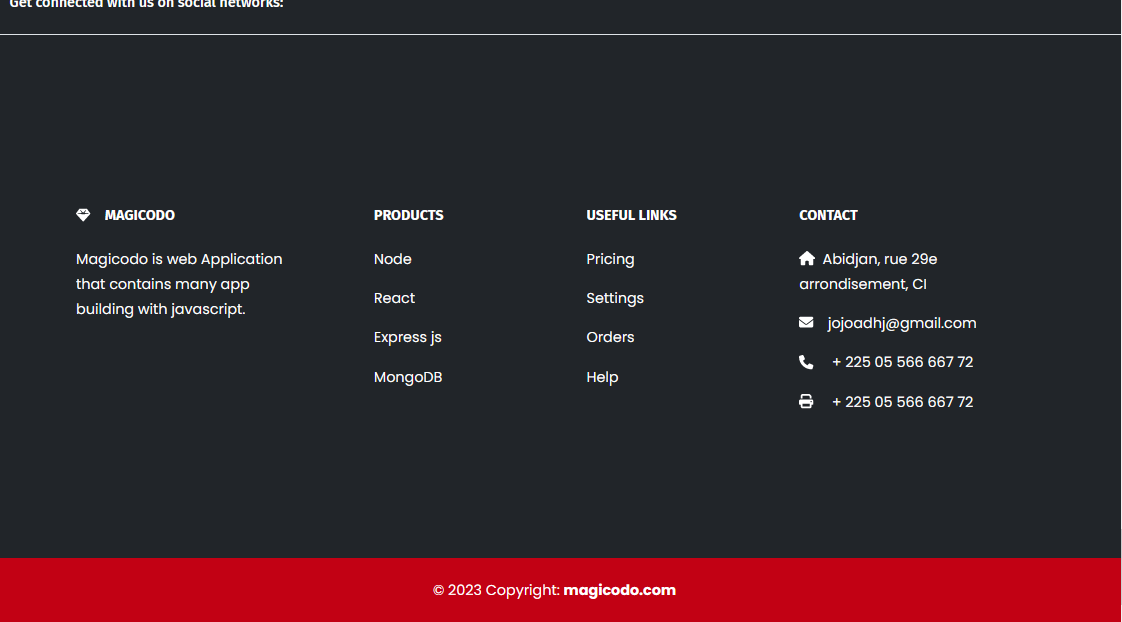 Get connected with us on social networks:
MAGICODO
Magicodo is web Application
that contains many app
building with javascript.
PRODUCTS
Node
React
Express js
MongoDB
USEFUL LINKS
Pricing
Settings
Orders
Help
CONTACT
Abidjan, rue 29e
arrondisement, CI
jojoadhj@gmail.com
+ 225 05 566 667 72
+ 225 05 566 667 72
© 2023 Copyright: magicodo.com